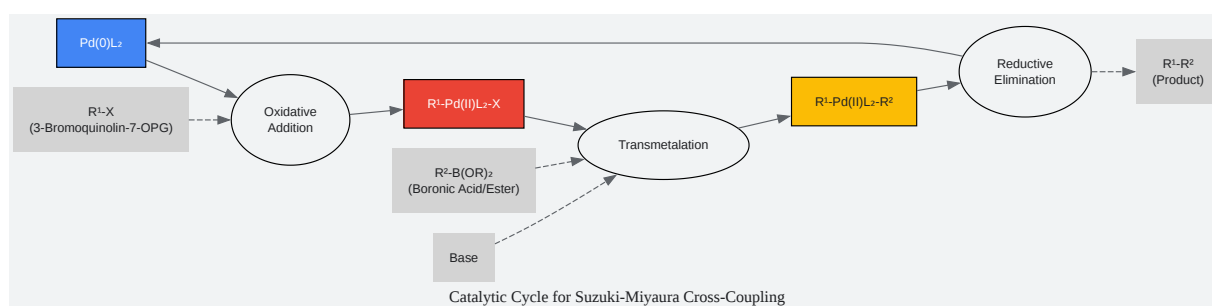 Pd(0)L₂
R¹-X
(3-Bromoquinolin-7-OPG)
Oxidative
Addition
R¹-Pd(II)L₂-X
R²-B(OR)₂
(Boronic Acid/Ester)
Base
Transmetalation
R¹-Pd(II)L₂-R²
Reductive
Elimination
R¹-R²
(Product)
Catalytic Cycle for Suzuki-Miyaura Cross-Coupling